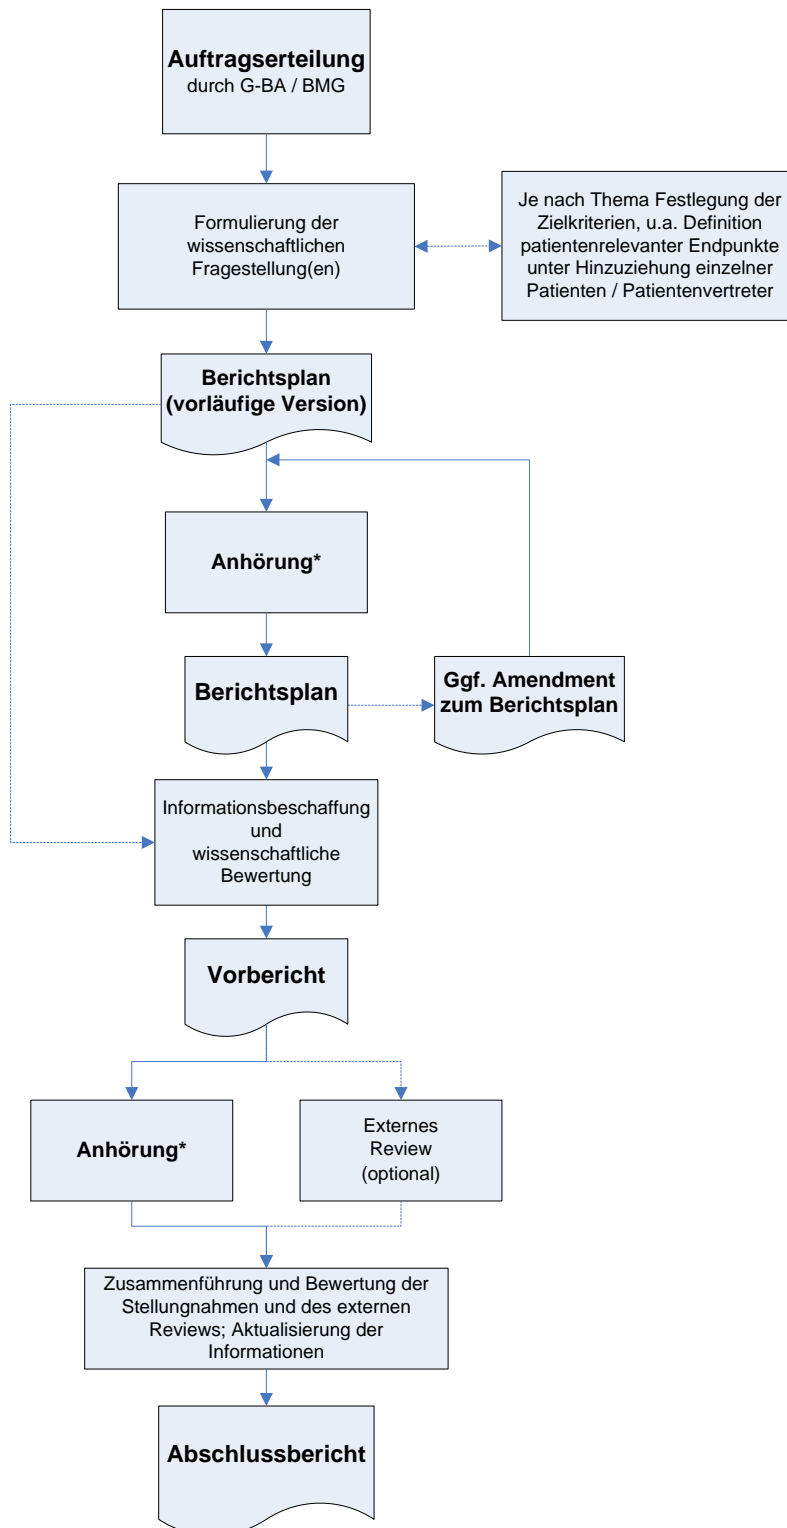 Auftragserteilung
durch G-BA / BMG
Formulierung der
wissenschaftlichen
Fragestellung(en)
Je nach Thema Festlegung der
Zielkriterien, u.a. Definition
patientenrelevanter Endpunkte
unter Hinzuziehung einzelner
Patienten / Patientenvertreter
Berichtsplan
(vorläufige Version)
Anhörung*
Berichtsplan
Ggf. Amendment
zum Berichtsplan
Informationsbeschaffung
und
wissenschaftliche
Bewertung
Vorbericht
Anhörung*
Externes
Review
(optional)
Zusammenführung und Bewertung der
Stellungnahmen und des externen
Reviews; Aktualisierung der
Informationen
Abschlussbericht